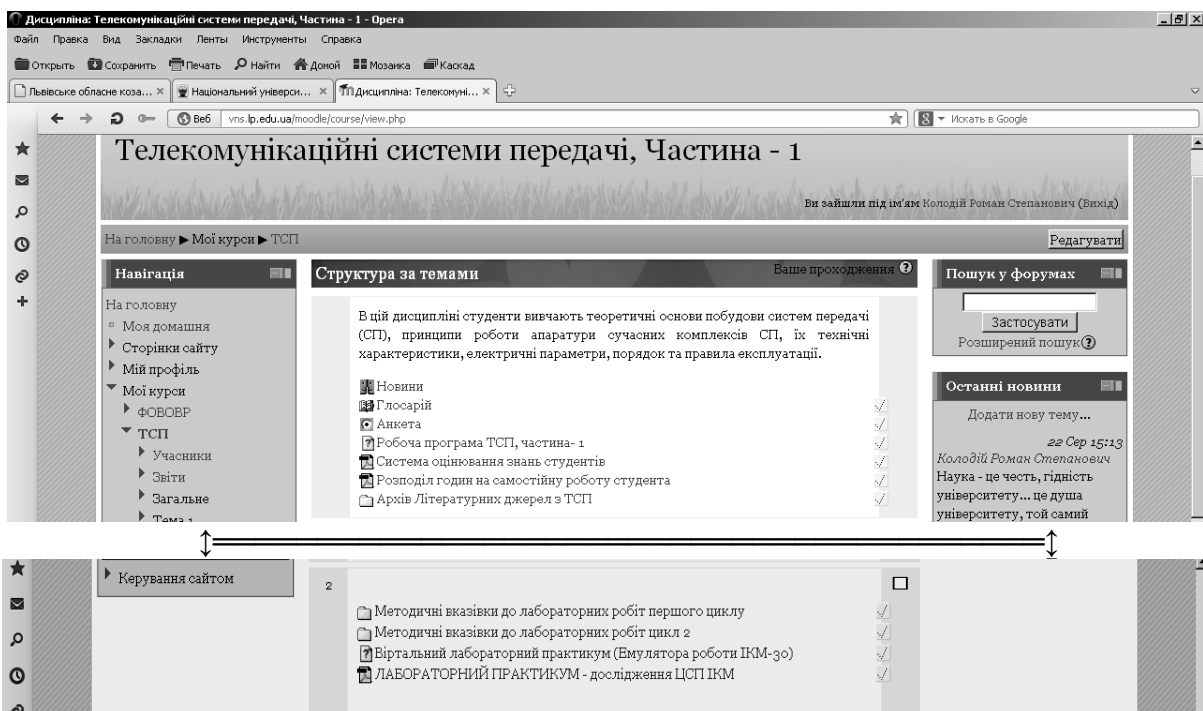 Дисципліна: Телекомунікаційні системи передачі, Частина - 1 - Opera
Файл Правка Вид Закладки Ленты Инструменты Справка
Открыть Сохранить Печать Найти Домой Мозаика Каскад
Львівське обласне коза... Національний універси... Дисципліна: Телекомуні...
Веб vns.lp.edu.ua/moodle/course/view.php Искать в Google
Телекомунікаційні системи передачі, Частина - 1
Ви зайшли під ім'ям Колодій Роман Степанович (Вихід)
На головну ▶ Мої курси ▶ ТСП Редагувати
Навігація
На головну
Моя домашня
Сторінки сайту
Мій профіль
Мої курси
ФОВОВР
ТСП
Учасники
Звіти
Загальне
Тема 1
Структура за темами Ваше проходження
В цій дисципліні студенти вивчають теоретичні основи побудови систем передачі
(СП), принципи роботи апаратури сучасних комплексів СП, їх технічні
характеристики, електричні параметри, порядок та правила експлуатації.
Новини
Глосарій
Анкета
Робоча програма ТСП, частина- 1
Система оцінювання знань студентів
Розподіл годин на самостійну роботу студента
Архів Літературних джерел з ТСП
Пошук у форумах
Застосувати
Розширений пошук
Останні новини
Додати нову тему...
22 Сер 15:13
Колодій Роман Степанович
Наука - це честь, гідність
університету... це душа
університету, той самий
Керування сайтом
2
Методичні вказівки до лабораторних робіт першого циклу
Методичні вказівки до лабораторних робіт цикл 2
Віртальний лабораторний практикум (Емулятора роботи ІКМ-30)
ЛАБОРАТОРНИЙ ПРАКТИКУМ - дослідження ЦСП ІКМ